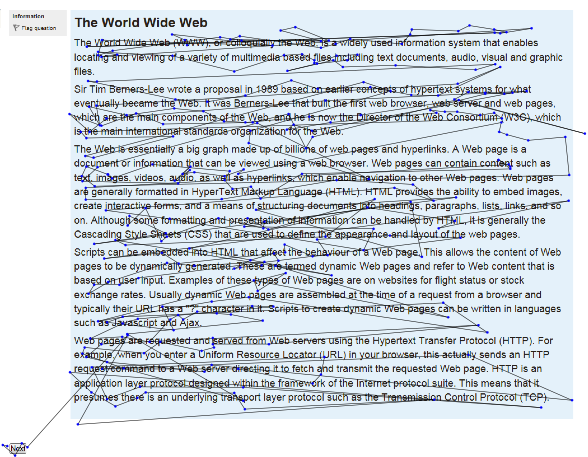 Information
Flag question
The World Wide Web
The World Wide Web (WWW), or colloquially the Web, is a widely used information system that enables
locating and viewing of a variety of multimedia based files including text documents, audio, visual and graphic
files.
Sir Tim Berners-Lee wrote a proposal in 1989 based on earlier concepts of hypertext systems for what
eventually became the Web. It was Berners-Lee that built the first web browser, web server and web pages,
which are the main components of the Web, and he is now the Director of the Web Consortium (W3C), which
is the main international standards organization for the Web.
The Web is essentially a big graph made up of billions of web pages and hyperlinks. A Web page is a
document or information that can be viewed using a web browser. Web pages can contain content such as
text, images, videos, audio, as well as hyperlinks, which enable navigation to other Web pages. Web pages
are generally formatted in HyperText Markup Language (HTML). HTML provides the ability to embed images,
create interactive forms, and a means of structuring documents into headings, paragraphs, lists, links, and so
on. Although some formatting and presentation of information can be handled by HTML, it is generally the
Cascading Style Sheets (CSS) that are used to define the appearance and layout of the web pages.
Scripts can be embedded into HTML that affect the behaviour of a Web page. This allows the content of Web
pages to be dynamically generated. These are termed dynamic Web pages and refer to Web content that is
based on user input. Examples of these types of Web pages are on websites for flight status or stock
exchange rates. Usually dynamic Web pages are assembled at the time of a request from a browser and
typically their URL has a "?" character in it. Scripts to create dynamic Web pages can be written in languages
such as Javascript and Ajax.
Web pages are requested and served from Web servers using the Hypertext Transfer Protocol (HTTP). For
example, when you enter a Uniform Resource Locator (URL) in your browser, this actually sends an HTTP
request command to a Web server directing it to fetch and transmit the requested Web page. HTTP is an
application layer protocol designed within the framework of the Internet protocol suite. This means that it
presumes there is an underlying transport layer protocol such as the Transmission Control Protocol (TCP).
Next